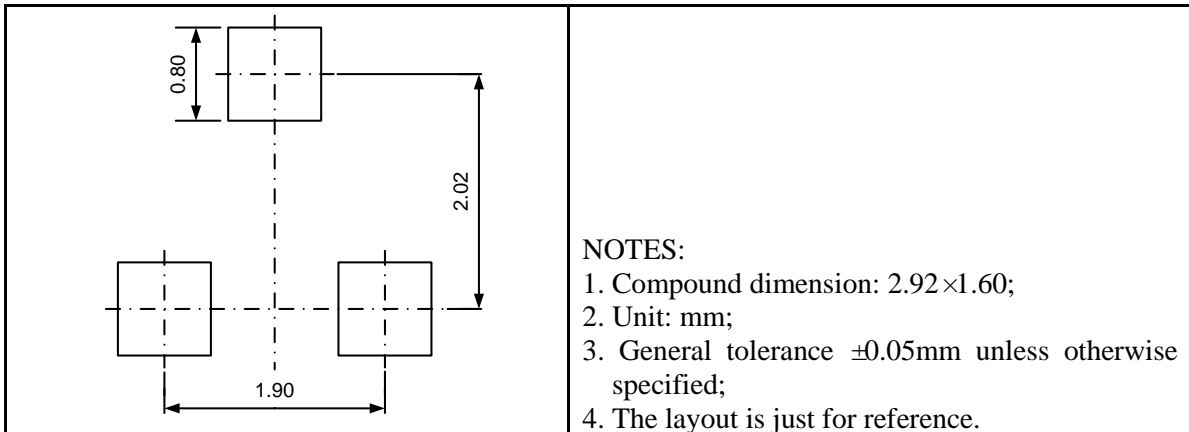 0.80
2.02
1.90
NOTES:
1. Compound dimension: 2.92×1.60;
2. Unit: mm;
3. General tolerance ±0.05mm unless otherwise
specified;
4. The layout is just for reference.